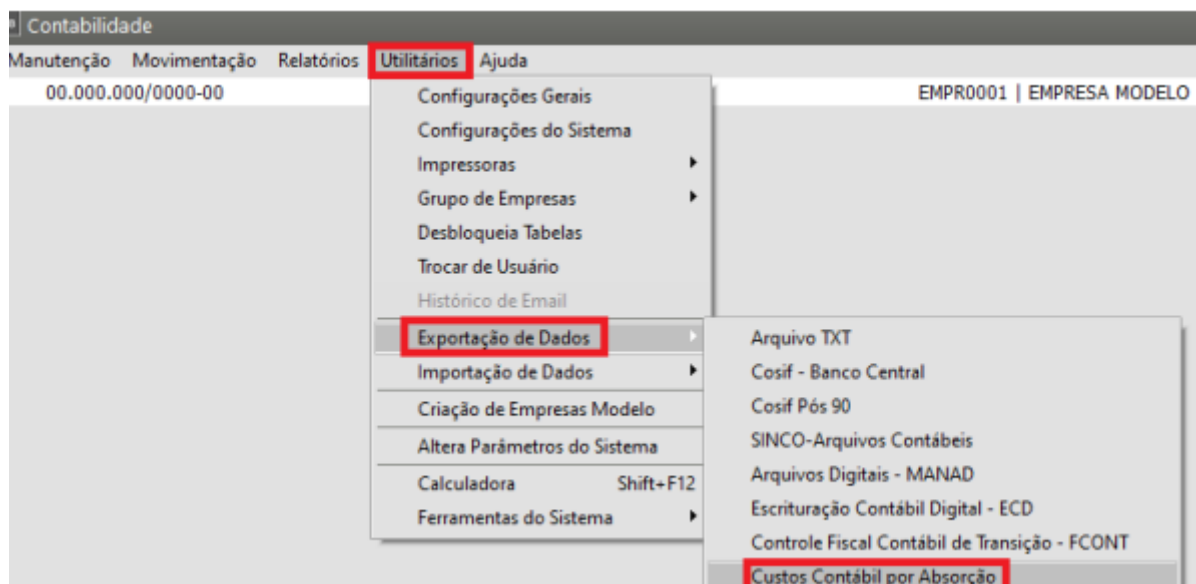 Contabilidade
Manutenção Movimentação Relatórios Utilitários Ajuda
00.000.000/0000-00 EMPR0001 | EMPRESA MODELO
Configurações Gerais
Configurações do Sistema
Impressoras
Grupo de Empresas
Desbloqueia Tabelas
Trocar de Usuário
Histórico de Email
Exportação de Dados
Importação de Dados
Criação de Empresas Modelo
Altera Parâmetros do Sistema
Calculadora Shift+F12
Ferramentas do Sistema
Arquivo TXT
Cosif - Banco Central
Cosif Pós 90
SINCO-Arquivos Contábeis
Arquivos Digitais - MANAD
Escrituração Contábil Digital - ECD
Controle Fiscal Contábil de Transição - FCONT
Custos Contábil por Absorção